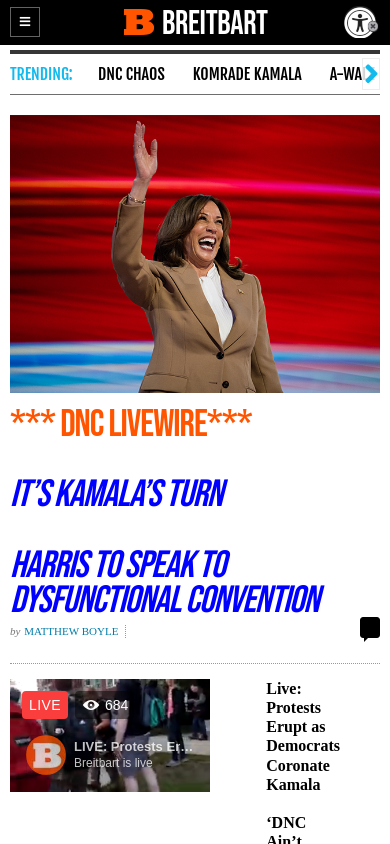 BREITBART
TRENDING: DNC CHAOS KOMRADE KAMALA A-WA
*** DNC LIVEWIRE***
IT'S KAMALA'S TURN
HARRIS TO SPEAK TO
DYSFUNCTIONAL CONVENTION
by MATTHEW BOYLE
LIVE 684
LIVE: Protests Er…
Breitbart is live
Live:
Protests
Erupt as
Democrats
Coronate
Kamala
‘DNC
Ain’t